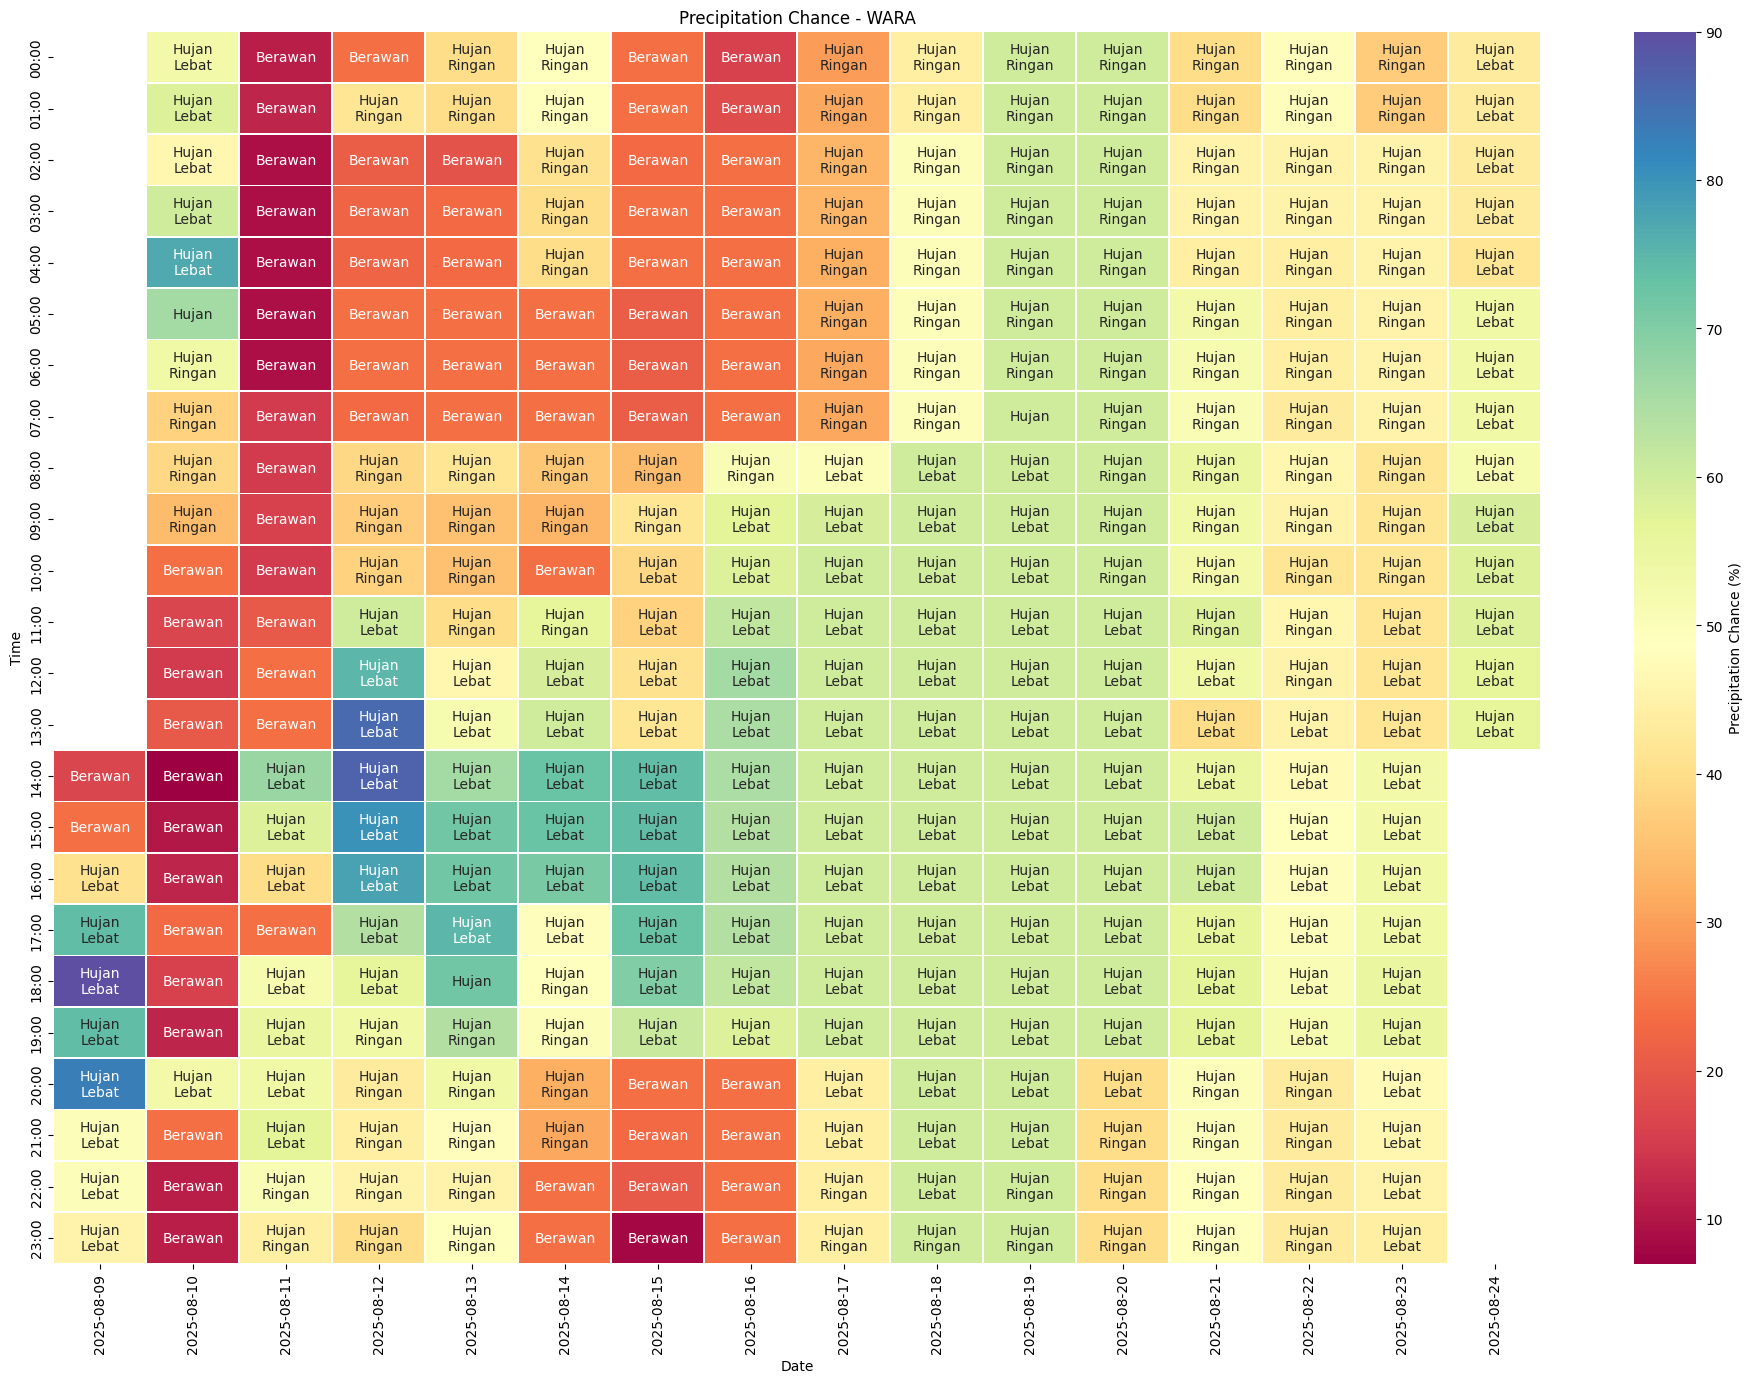 Precipitation Chance - WARA
00:00 Hujan Lebat Berawan Berawan Hujan Ringan Hujan Ringan Berawan Berawan Hujan Ringan Hujan Ringan Hujan Ringan Hujan Ringan Hujan Ringan Hujan Ringan Hujan Ringan Hujan Lebat
01:00 Hujan Lebat Berawan Hujan Ringan Hujan Ringan Hujan Ringan Berawan Berawan Hujan Ringan Hujan Ringan Hujan Ringan Hujan Ringan Hujan Ringan Hujan Ringan Hujan Ringan Hujan Lebat
02:00 Hujan Lebat Berawan Berawan Berawan Hujan Ringan Berawan Berawan Hujan Ringan Hujan Ringan Hujan Ringan Hujan Ringan Hujan Ringan Hujan Ringan Hujan Ringan Hujan Lebat
03:00 Hujan Lebat Berawan Berawan Berawan Hujan Ringan Berawan Berawan Hujan Ringan Hujan Ringan Hujan Ringan Hujan Ringan Hujan Ringan Hujan Ringan Hujan Ringan Hujan Lebat
04:00 Hujan Lebat Berawan Berawan Berawan Hujan Ringan Berawan Berawan Hujan Ringan Hujan Ringan Hujan Ringan Hujan Ringan Hujan Ringan Hujan Ringan Hujan Ringan Hujan Lebat
05:00 Hujan Berawan Berawan Berawan Berawan Berawan Berawan Hujan Ringan Hujan Ringan Hujan Ringan Hujan Ringan Hujan Ringan Hujan Ringan Hujan Ringan Hujan Lebat
06:00 Hujan Ringan Berawan Berawan Berawan Berawan Berawan Berawan Hujan Ringan Hujan Ringan Hujan Ringan Hujan Ringan Hujan Ringan Hujan Ringan Hujan Ringan Hujan Lebat
07:00 Hujan Ringan Berawan Berawan Berawan Berawan Berawan Berawan Hujan Ringan Hujan Ringan Hujan Hujan Ringan Hujan Ringan Hujan Ringan Hujan Ringan Hujan Lebat
08:00 Hujan Ringan Berawan Hujan Ringan Hujan Ringan Hujan Ringan Hujan Ringan Hujan Ringan Hujan Lebat Hujan Lebat Hujan Lebat Hujan Ringan Hujan Ringan Hujan Ringan Hujan Ringan Hujan Lebat
09:00 Hujan Ringan Berawan Hujan Ringan Hujan Ringan Hujan Ringan Hujan Ringan Hujan Lebat Hujan Lebat Hujan Lebat Hujan Lebat Hujan Ringan Hujan Ringan Hujan Ringan Hujan Ringan Hujan Lebat
10:00 Berawan Berawan Hujan Ringan Hujan Ringan Berawan Hujan Lebat Hujan Lebat Hujan Lebat Hujan Lebat Hujan Lebat Hujan Ringan Hujan Ringan Hujan Ringan Hujan Ringan Hujan Lebat
11:00 Berawan Berawan Hujan Lebat Hujan Ringan Hujan Ringan Hujan Lebat Hujan Lebat Hujan Lebat Hujan Lebat Hujan Lebat Hujan Lebat Hujan Ringan Hujan Ringan Hujan Lebat Hujan Lebat
12:00 Berawan Berawan Hujan Lebat Hujan Lebat Hujan Lebat Hujan Lebat Hujan Lebat Hujan Lebat Hujan Lebat Hujan Lebat Hujan Lebat Hujan Lebat Hujan Ringan Hujan Lebat Hujan Lebat
13:00 Berawan Berawan Hujan Lebat Hujan Lebat Hujan Lebat Hujan Lebat Hujan Lebat Hujan Lebat Hujan Lebat Hujan Lebat Hujan Lebat Hujan Lebat Hujan Lebat Hujan Lebat Hujan Lebat
14:00 Berawan Berawan Hujan Lebat Hujan Lebat Hujan Lebat Hujan Lebat Hujan Lebat Hujan Lebat Hujan Lebat Hujan Lebat Hujan Lebat Hujan Lebat Hujan Lebat Hujan Lebat Hujan Lebat
15:00 Berawan Berawan Hujan Lebat Hujan Lebat Hujan Lebat Hujan Lebat Hujan Lebat Hujan Lebat Hujan Lebat Hujan Lebat Hujan Lebat Hujan Lebat Hujan Lebat Hujan Lebat Hujan Lebat
16:00 Hujan Lebat Berawan Hujan Lebat Hujan Lebat Hujan Lebat Hujan Lebat Hujan Lebat Hujan Lebat Hujan Lebat Hujan Lebat Hujan Lebat Hujan Lebat Hujan Lebat Hujan Lebat Hujan Lebat
17:00 Hujan Lebat Berawan Berawan Hujan Lebat Hujan Lebat Hujan Lebat Hujan Lebat Hujan Lebat Hujan Lebat Hujan Lebat Hujan Lebat Hujan Lebat Hujan Lebat Hujan Lebat Hujan Lebat
18:00 Hujan Lebat Berawan Hujan Lebat Hujan Lebat Hujan Hujan Ringan Hujan Lebat Hujan Lebat Hujan Lebat Hujan Lebat Hujan Lebat Hujan Lebat Hujan Lebat Hujan Lebat Hujan Lebat
19:00 Hujan Lebat Berawan Hujan Lebat Hujan Ringan Hujan Ringan Hujan Ringan Hujan Lebat Hujan Lebat Hujan Lebat Hujan Lebat Hujan Lebat Hujan Lebat Hujan Lebat Hujan Lebat Hujan Lebat
20:00 Hujan Lebat Hujan Lebat Hujan Lebat Hujan Ringan Hujan Ringan Hujan Ringan Berawan Berawan Hujan Lebat Hujan Lebat Hujan Lebat Hujan Lebat Hujan Ringan Hujan Ringan Hujan Lebat
21:00 Hujan Lebat Berawan Hujan Lebat Hujan Ringan Hujan Ringan Hujan Ringan Berawan Berawan Hujan Lebat Hujan Lebat Hujan Lebat Hujan Ringan Hujan Ringan Hujan Ringan Hujan Lebat
22:00 Hujan Lebat Berawan Hujan Ringan Hujan Ringan Hujan Ringan Berawan Berawan Berawan Hujan Ringan Hujan Lebat Hujan Ringan Hujan Ringan Hujan Ringan Hujan Ringan Hujan Lebat
23:00 Hujan Lebat Berawan Hujan Ringan Hujan Ringan Hujan Ringan Berawan Berawan Berawan Hujan Ringan Hujan Ringan Hujan Ringan Hujan Ringan Hujan Ringan Hujan Ringan Hujan Lebat
Time
2025-08-09 2025-08-10 2025-08-11 2025-08-12 2025-08-13 2025-08-14 2025-08-15 2025-08-16 2025-08-17 2025-08-18 2025-08-19 2025-08-20 2025-08-21 2025-08-22 2025-08-23 2025-08-24
Date
90
80
70
60
50
40
30
20
10
Precipitation Chance (%)